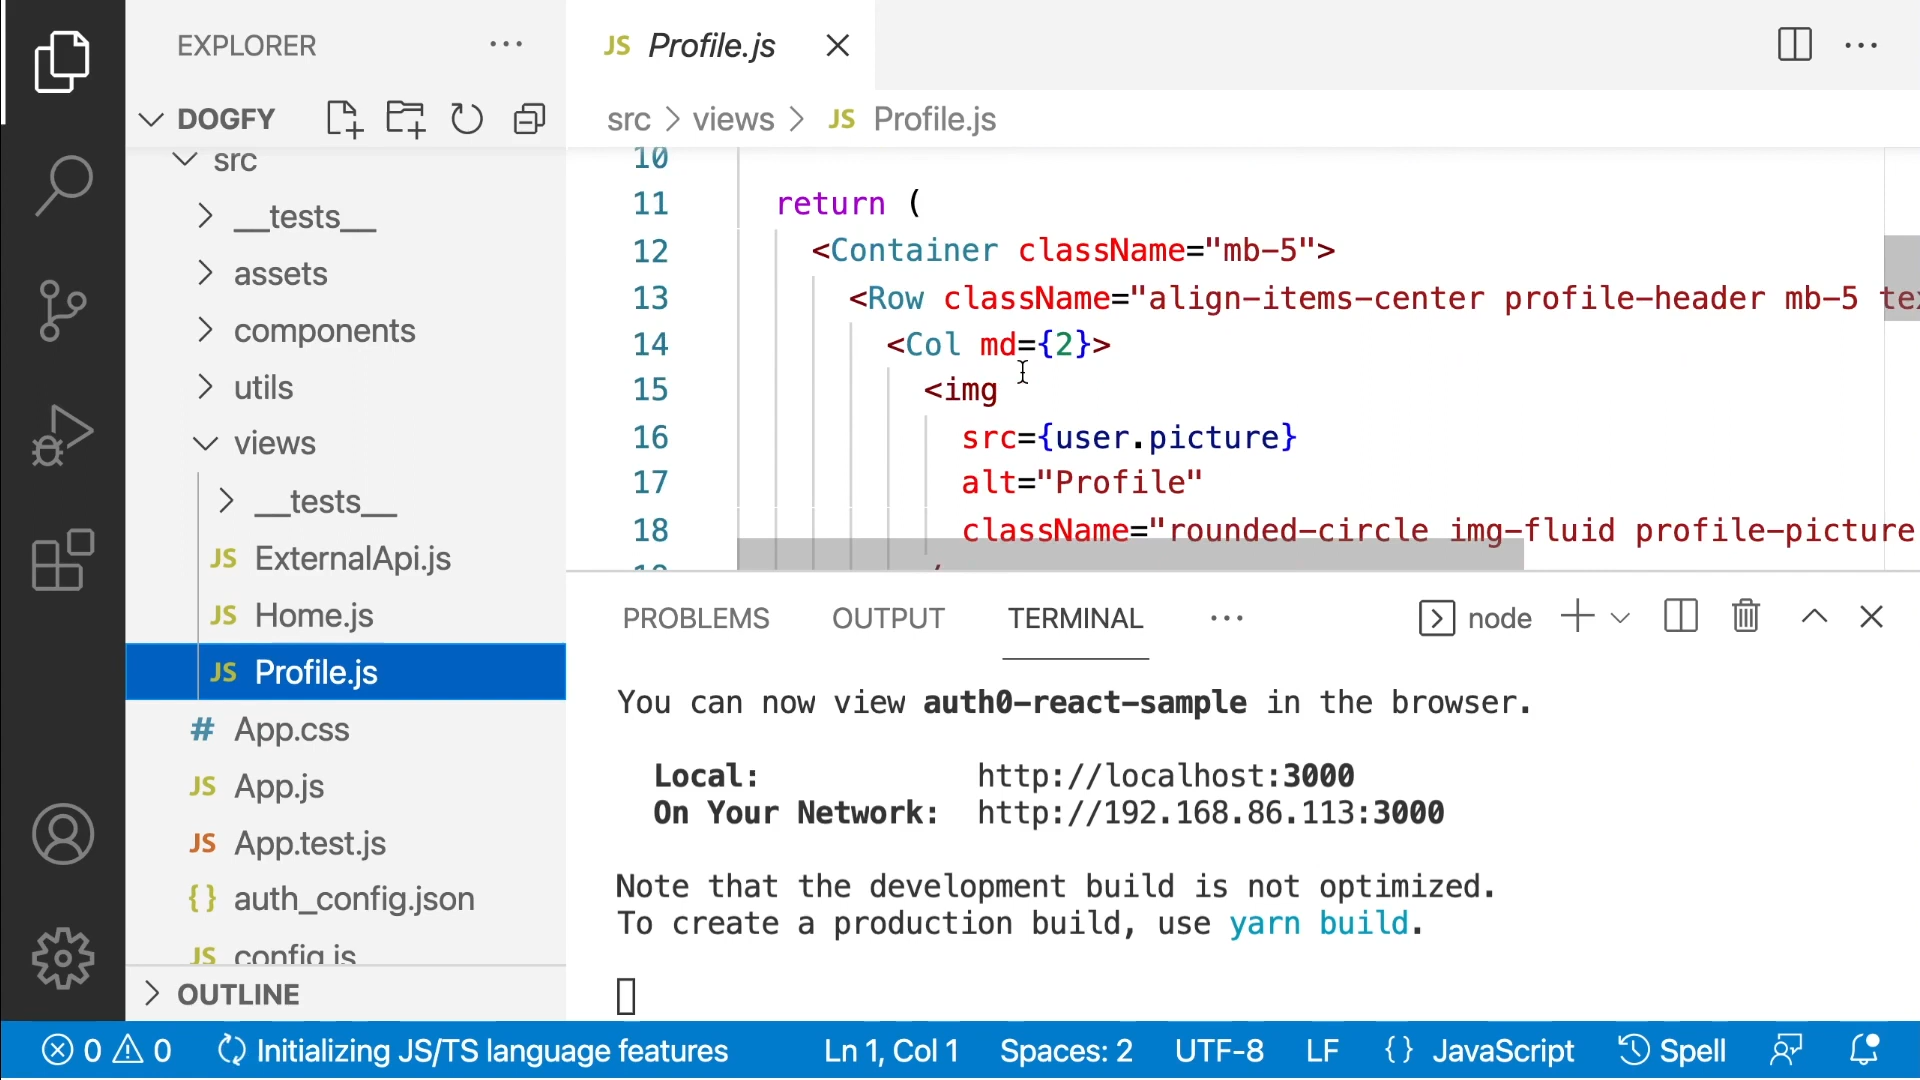 EXPLORER
JS Profile.js
DOGFY
src > views > JS Profile.js
src
__tests__
assets
components
utils
views
__tests__
JS ExternalApi.js
JS Home.js
JS Profile.js
# App.css
JS App.js
JS App.test.js
{} auth_config.json
JS config.js
OUTLINE
10
11 return (
12 <Container className="mb-5">
13 <Row className="align-items-center profile-header mb-5
14 <Col md={2}>
15 <img
16 src={user.picture}
17 alt="Profile"
18 className="rounded-circle img-fluid profile-picture
PROBLEMS OUTPUT TERMINAL node
You can now view auth0-react-sample in the browser.
Local: http://localhost:3000
On Your Network: http://192.168.86.113:3000
Note that the development build is not optimized.
To create a production build, use yarn build.
0 0 Initializing JS/TS language features Ln 1, Col 1 Spaces: 2 UTF-8 LF {} JavaScript Spell